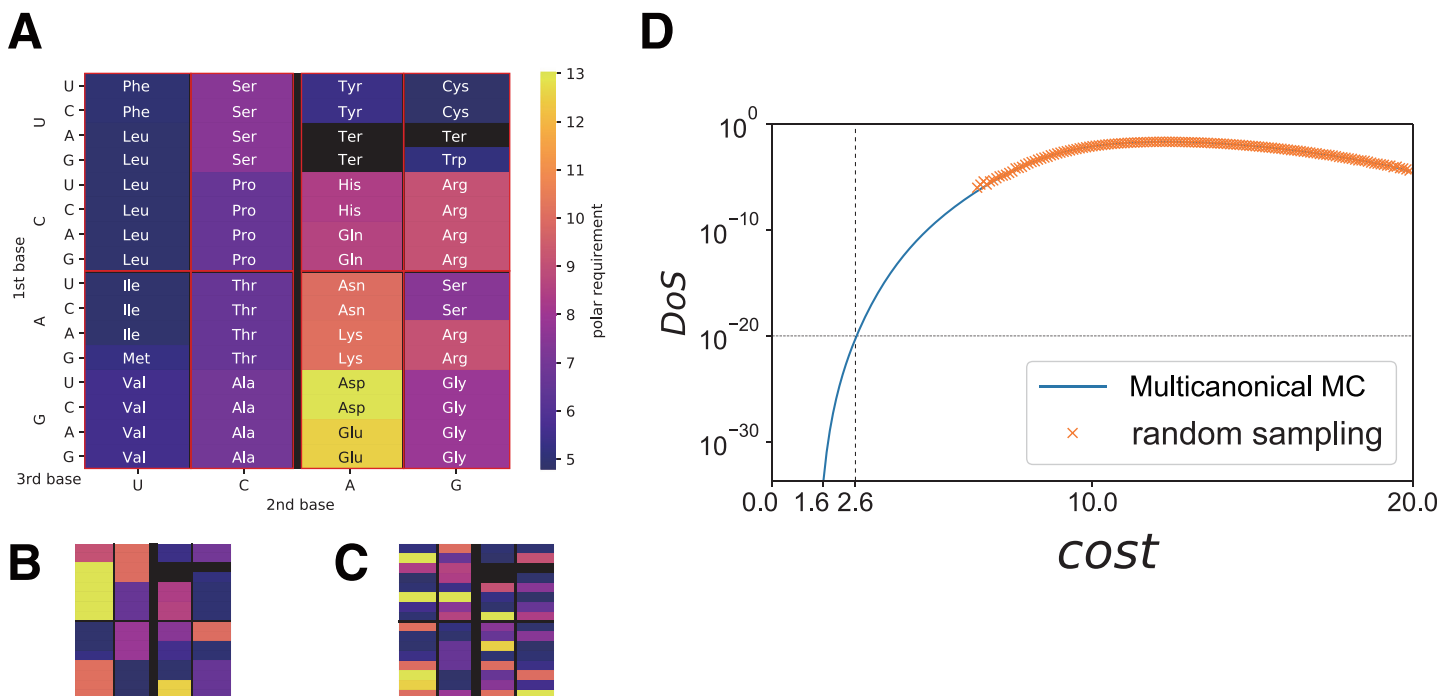 A
U Phe Ser Tyr Cys
C Phe Ser Tyr Cys
U
A Leu Ser Ter Ter
G Leu Ser Ter Trp
U Leu Pro His Arg
C Leu Pro His Arg
C
A Leu Pro Gln Arg
G Leu Pro Gln Arg
U Ile Thr Asn Ser
C Ile Thr Asn Ser
A
A Ile Thr Lys Arg
G Met Thr Lys Arg
U Val Ala Asp Gly
C Val Ala Asp Gly
G
A Val Ala Glu Gly
G Val Ala Glu Gly
1st base
3rd base
U C A G
2nd base
13
12
11
10
9
8
7
6
5
polar requirement
B
C
D
10^0
10^-10
10^-20
10^-30
DoS
Multicanonical MC
random sampling
0.0 1.6 2.6 10.0 20.0
cost